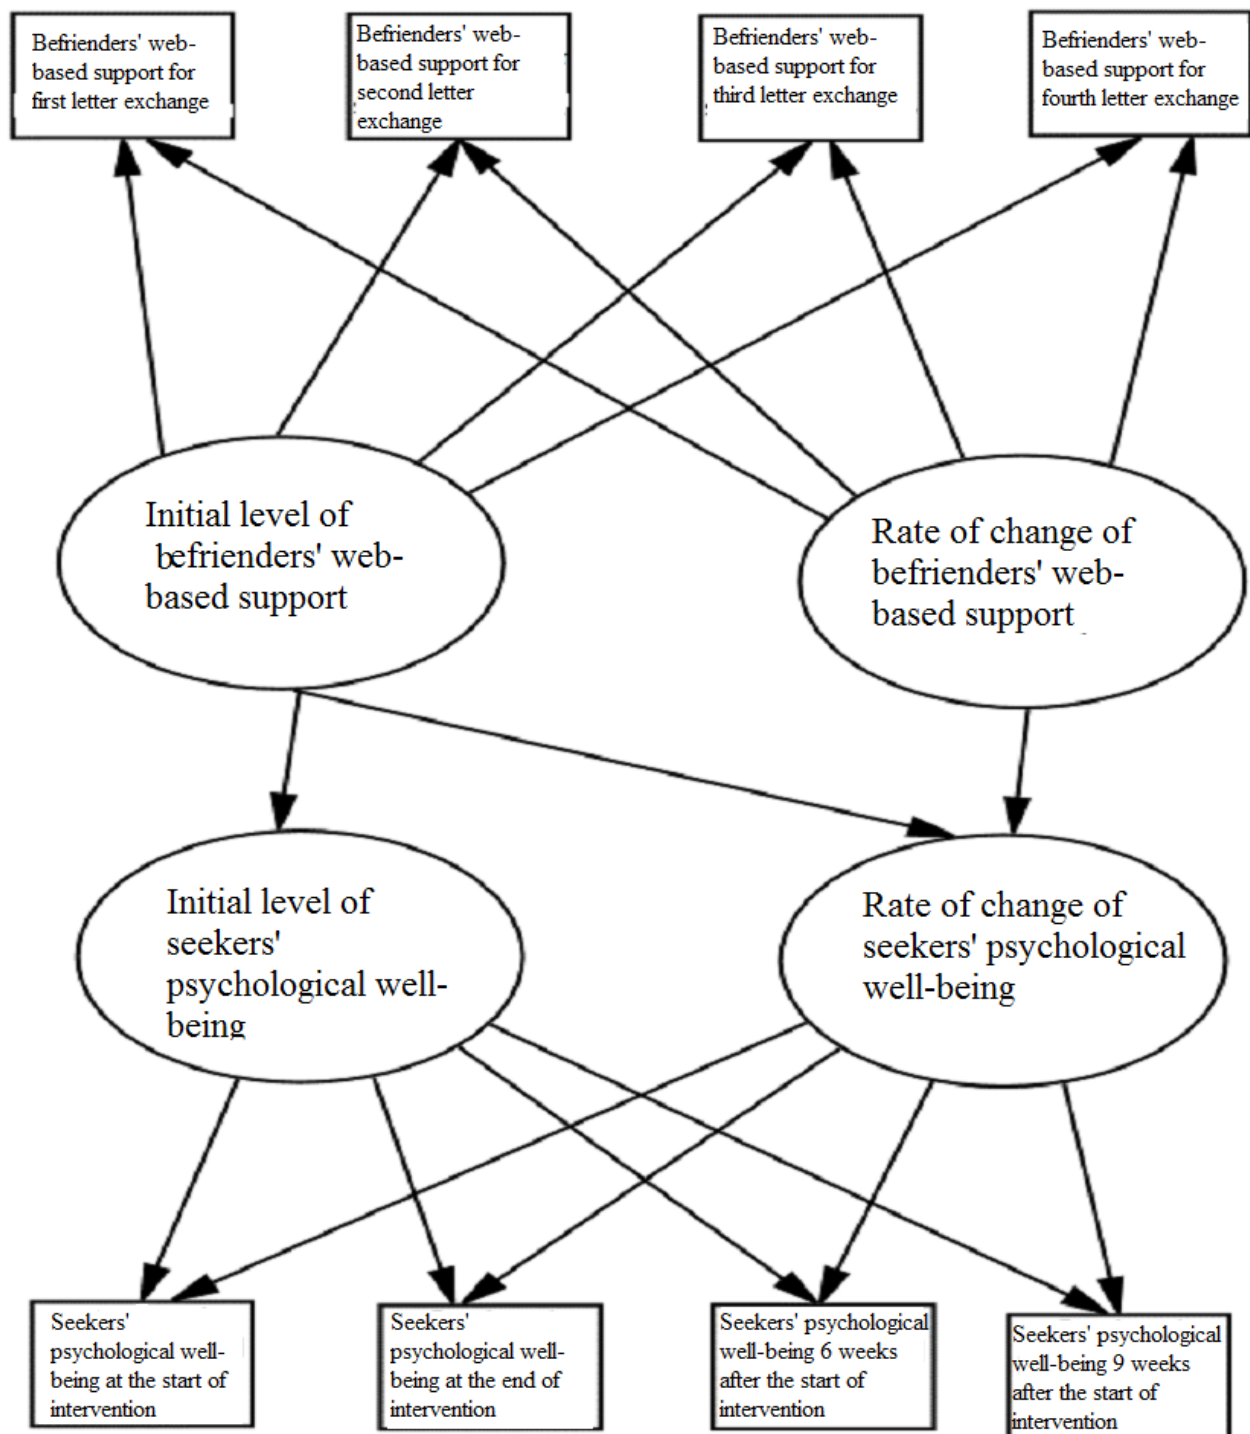 Befrienders' web-
based support for
first letter exchange
Befrienders' web-
based support for
second letter
exchange
Befrienders' web-
based support for
third letter exchange
Befrienders' web-
based support for
fourth letter exchange
Initial level of
befrienders' web-
based support
Rate of change of
befrienders' web-
based support
Initial level of
seekers'
psychological well-
being
Rate of change of
seekers' psychological
well-being
Seekers'
psychological well-
being at the start of
intervention
Seekers'
psychological well-
being at the end of
intervention
Seekers' psychological
well-being 6 weeks
after the start of
intervention
Seekers' psychological
well-being 9 weeks
after the start of
intervention